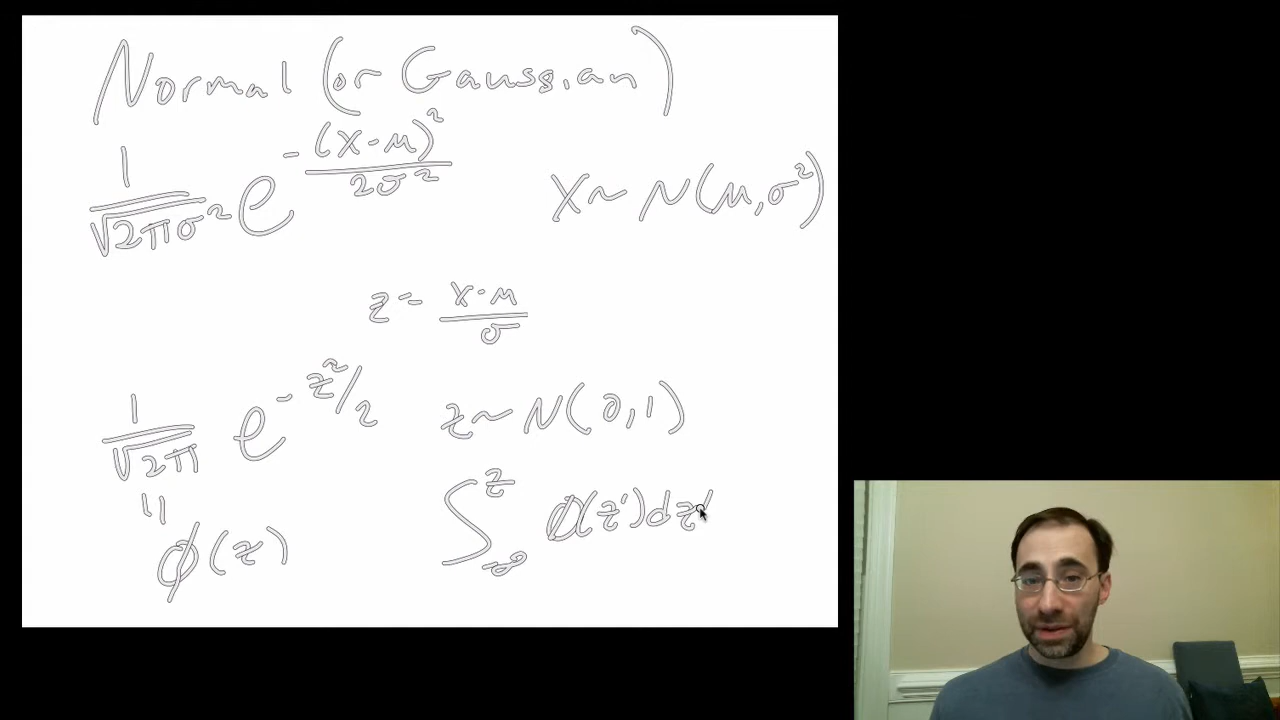 Normal (or Gaussian)
1/√2πσ² e^-(x-μ)²/2σ² x~N(μ,σ²)
z = x-μ/σ
1/√2π e^-z²/2 z~N(0,1)
॥
ϕ(z) ∫_-∞^z ϕ(z')dz'